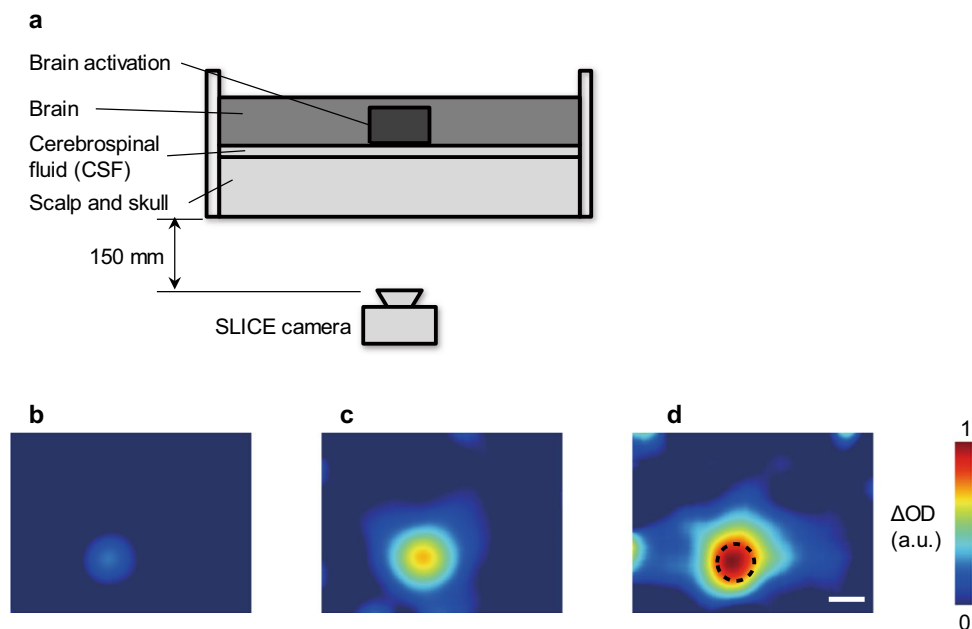 a
Brain activation
Brain
Cerebrospinal
fluid (CSF)
Scalp and skull
150 mm
SLICE camera
b
c
d
1
ΔOD
(a.u.)
0